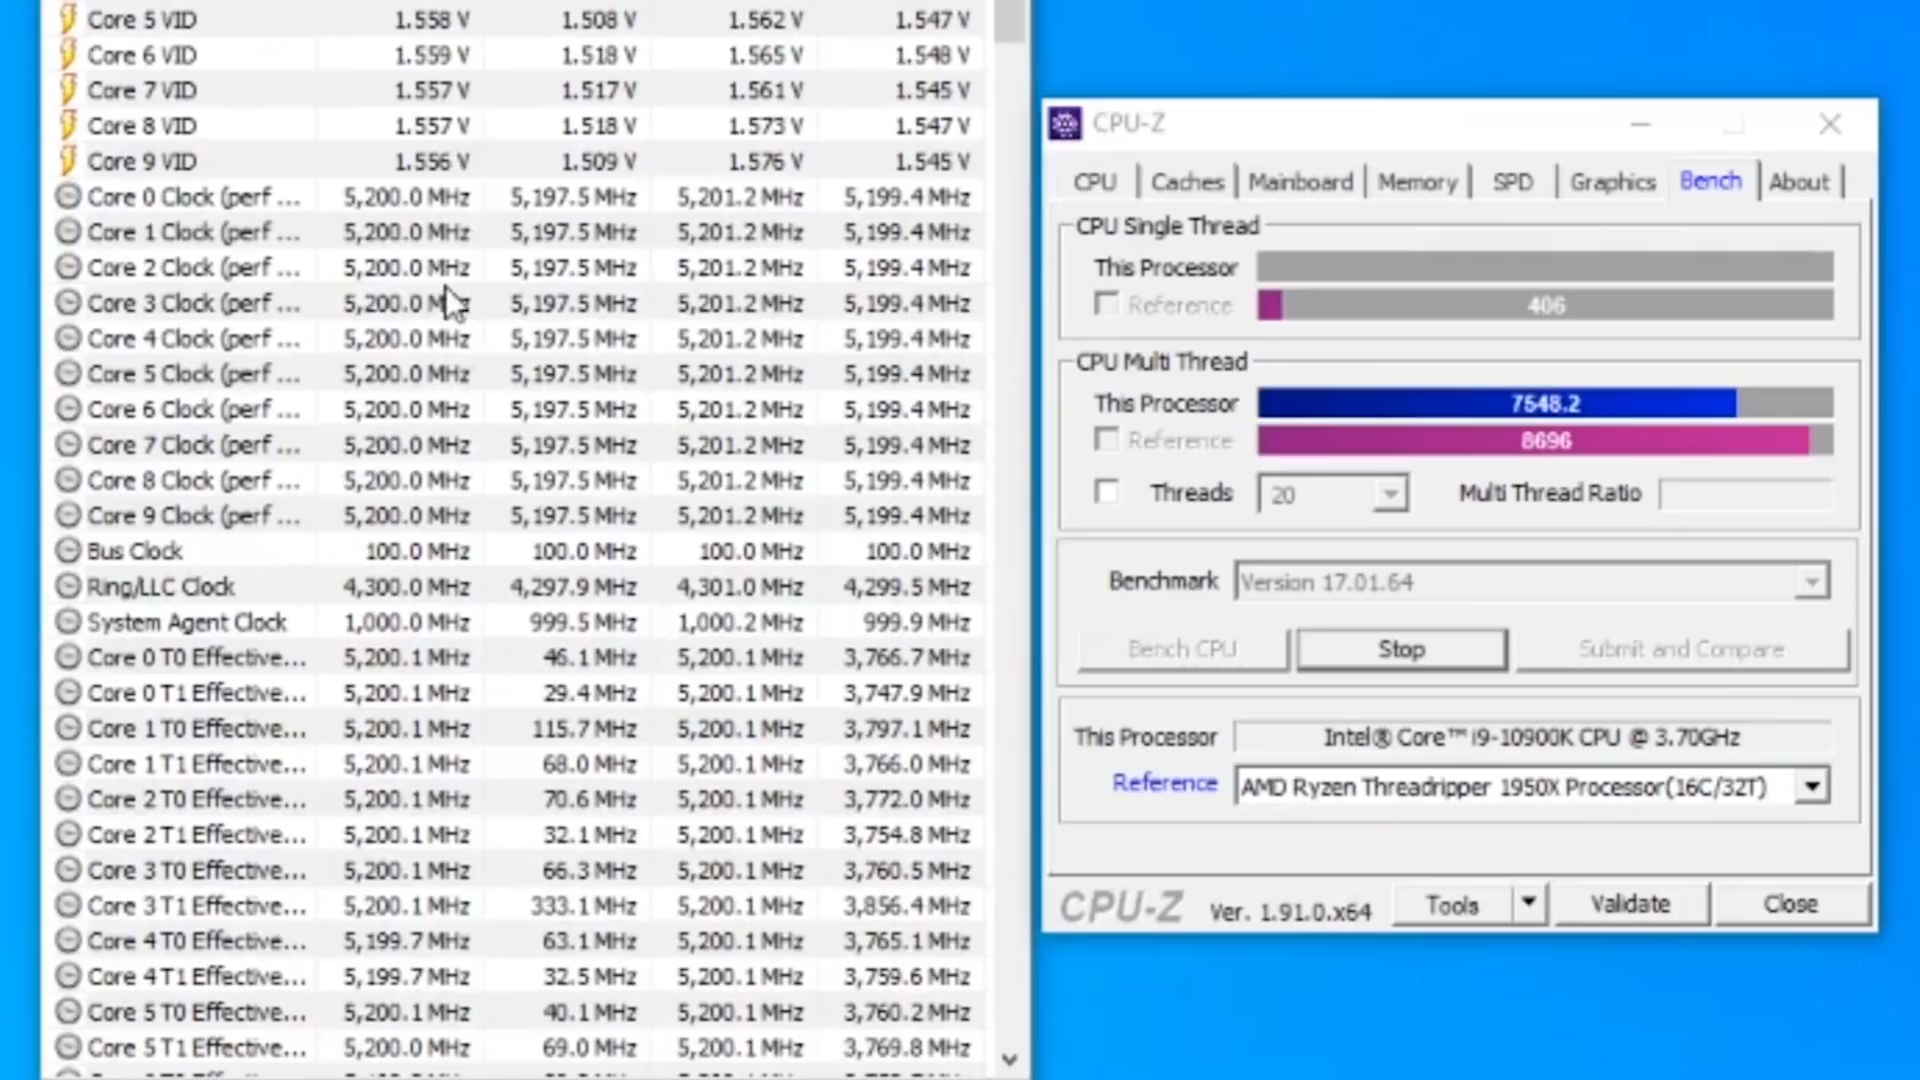 Core 5 VID 1.558 V 1.508 V 1.562 V 1.547 V
Core 6 VID 1.559 V 1.518 V 1.565 V 1.548 V
Core 7 VID 1.557 V 1.517 V 1.561 V 1.545 V
Core 8 VID 1.557 V 1.518 V 1.573 V 1.547 V
Core 9 VID 1.556 V 1.509 V 1.576 V 1.545 V
Core 0 Clock (perf ... 5,200.0 MHz 5,197.5 MHz 5,201.2 MHz 5,199.4 MHz
Core 1 Clock (perf ... 5,200.0 MHz 5,197.5 MHz 5,201.2 MHz 5,199.4 MHz
Core 2 Clock (perf ... 5,200.0 MHz 5,197.5 MHz 5,201.2 MHz 5,199.4 MHz
Core 3 Clock (perf ... 5,200.0 MHz 5,197.5 MHz 5,201.2 MHz 5,199.4 MHz
Core 4 Clock (perf ... 5,200.0 MHz 5,197.5 MHz 5,201.2 MHz 5,199.4 MHz
Core 5 Clock (perf ... 5,200.0 MHz 5,197.5 MHz 5,201.2 MHz 5,199.4 MHz
Core 6 Clock (perf ... 5,200.0 MHz 5,197.5 MHz 5,201.2 MHz 5,199.4 MHz
Core 7 Clock (perf ... 5,200.0 MHz 5,197.5 MHz 5,201.2 MHz 5,199.4 MHz
Core 8 Clock (perf ... 5,200.0 MHz 5,197.5 MHz 5,201.2 MHz 5,199.4 MHz
Core 9 Clock (perf ... 5,200.0 MHz 5,197.5 MHz 5,201.2 MHz 5,199.4 MHz
Bus Clock 100.0 MHz 100.0 MHz 100.0 MHz 100.0 MHz
Ring/LLC Clock 4,300.0 MHz 4,297.9 MHz 4,301.0 MHz 4,299.5 MHz
System Agent Clock 1,000.0 MHz 999.5 MHz 1,000.2 MHz 999.9 MHz
Core 0 T0 Effective... 5,200.1 MHz 46.1 MHz 5,200.1 MHz 3,766.7 MHz
Core 0 T1 Effective... 5,200.1 MHz 29.4 MHz 5,200.1 MHz 3,747.9 MHz
Core 1 T0 Effective... 5,200.1 MHz 115.7 MHz 5,200.1 MHz 3,797.1 MHz
Core 1 T1 Effective... 5,200.1 MHz 68.0 MHz 5,200.1 MHz 3,766.0 MHz
Core 2 T0 Effective... 5,200.1 MHz 70.6 MHz 5,200.1 MHz 3,772.0 MHz
Core 2 T1 Effective... 5,200.1 MHz 32.1 MHz 5,200.1 MHz 3,754.8 MHz
Core 3 T0 Effective... 5,200.1 MHz 66.3 MHz 5,200.1 MHz 3,760.5 MHz
Core 3 T1 Effective... 5,200.1 MHz 333.1 MHz 5,200.1 MHz 3,856.4 MHz
Core 4 T0 Effective... 5,199.7 MHz 63.1 MHz 5,200.1 MHz 3,765.1 MHz
Core 4 T1 Effective... 5,199.7 MHz 32.5 MHz 5,200.1 MHz 3,759.6 MHz
Core 5 T0 Effective... 5,200.1 MHz 40.1 MHz 5,200.1 MHz 3,760.2 MHz
Core 5 T1 Effective... 5,200.0 MHz 69.0 MHz 5,200.1 MHz 3,769.8 MHz
CPU-Z
CPU Caches Mainboard Memory SPD Graphics Bench About
CPU Single Thread
This Processor
Reference 406
CPU Multi Thread
This Processor 7548.2
Reference 8696
Threads 20 Multi Thread Ratio
Benchmark Version 17.01.64
Bench CPU Stop Submit and Compare
This Processor Intel® Core™ i9-10900K CPU @ 3.70GHz
Reference AMD Ryzen Threadripper 1950X Processor(16C/32T)
CPU-Z Ver. 1.91.0.x64 Tools Validate Close